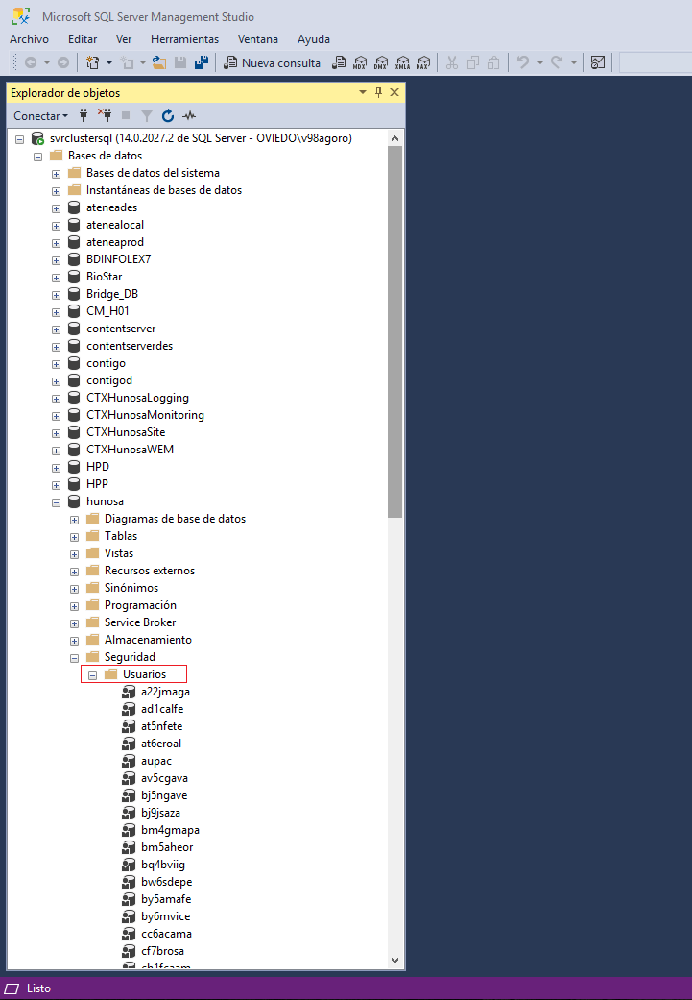 Microsoft SQL Server Management Studio
Archivo Editar Ver Herramientas Ventana Ayuda
Nueva consulta MDX DMX XMLA DAX
Explorador de objetos
Conectar
svrclustersql (14.0.2027.2 de SQL Server - OVIEDO\v98agoro)
Bases de datos
Bases de datos del sistema
Instantáneas de bases de datos
ateneades
atenealocal
ateneaprod
BDINFOLEX7
BioStar
Bridge_DB
CM_H01
contentserver
contentserverdes
contigo
contigod
CTXHunosaLogging
CTXHunosaMonitoring
CTXHunosaSite
CTXHunosaWEM
HPD
HPP
hunosa
Diagramas de base de datos
Tablas
Vistas
Recursos externos
Sinónimos
Programación
Service Broker
Almacenamiento
Seguridad
Usuarios
a22jmaga
ad1calfe
at5nfete
at6eroal
aupac
av5cgava
bj5ngave
bj9jsaza
bm4gmapa
bm5aheor
bq4bviig
bw6sdepe
by5amafe
by6mvice
cc6acama
cf7brosa
Listo